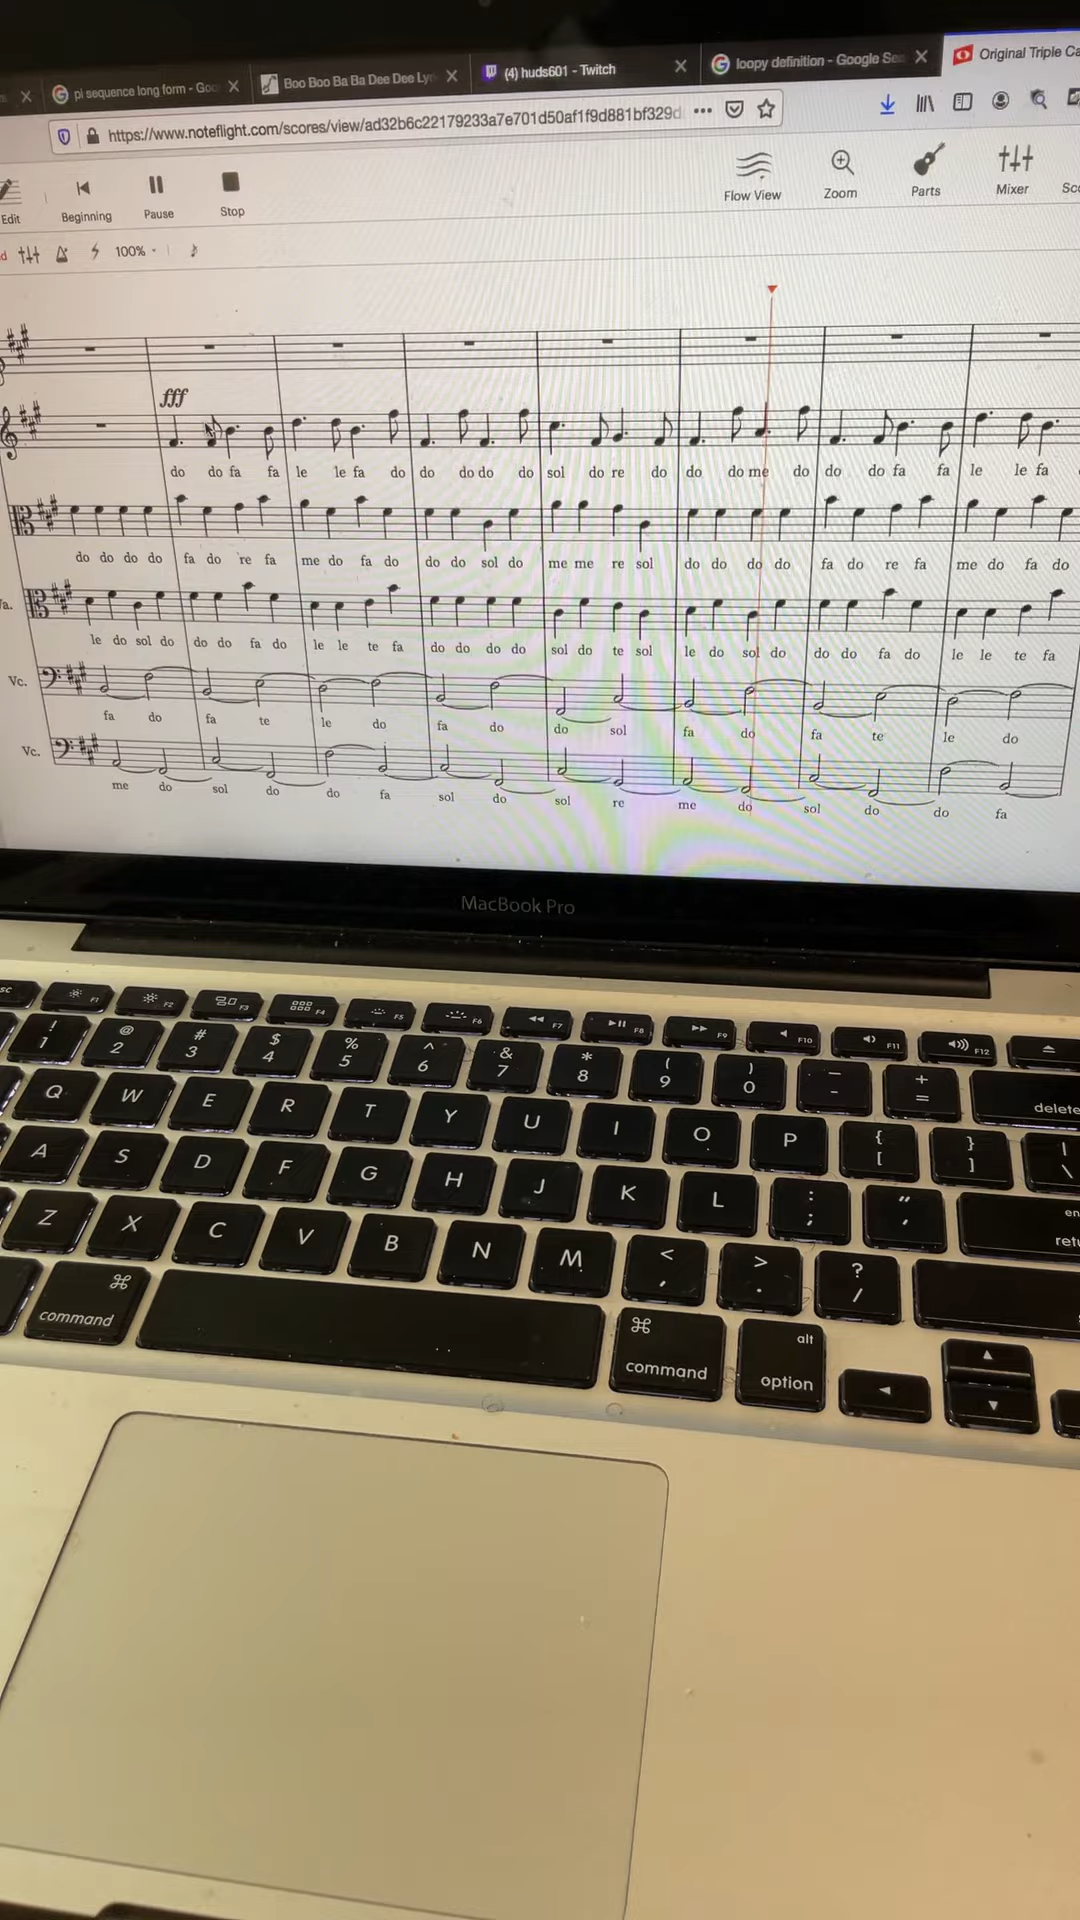 pi sequence long form - Goo
Boo Boo Ba Ba Dee Dee Lyr
(4) huds601 - Twitch
loopy definition - Google Sea
Original Triple Ca
https://www.noteflight.com/scores/view/ad32b6c22179233a7e701d50af1f9d881bf329d
Edit Beginning Pause Stop Flow View Zoom Parts Mixer Sco
100%
fff
do do fa fa le le fa do do do do do sol do re do do do me do do do fa fa le le fa
do do do do fa do re fa me do fa do do do sol do me me re sol do do do do fa do re fa me do fa do
le do sol do do do fa do le le te fa do do do do sol do te sol le do sol do do do fa do le le te fa
Vc.
fa do fa te le do fa do do sol fa do fa te le do
Vc.
me do sol do do fa sol do sol re me do sol do do fa
MacBook Pro
F1 F2 F3 F4 F5 F6 F7 F8 F9 F10 F11 F12
! 1 @ 2 # 3 $ 4 % 5 ^ 6 & 7 * 8 ( 9 ) 0 _ - + = delete
Q W E R T Y U I O P { [ } ] | \
A S D F G H J K L : ; " ' en retu
Z X C V B N M < , > . ? /
⌘ command ⌘ command alt option